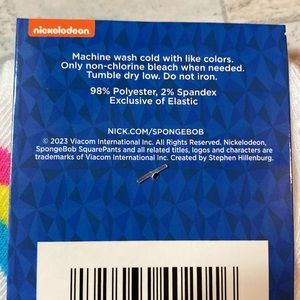 nickelodeon
Machine wash cold with like colors.
Only non-chlorine bleach when needed.
Tumble dry low. Do not iron.
98% Polyester, 2% Spandex
Exclusive of Elastic
NICK.COM/SPONGEBOB
© 2023 Viacom International Inc. All Rights Reserved. Nickelodeon,
SpongeBob SquarePants and all related titles, logos and characters are
trademarks of Viacom International Inc. Created by Stephen Hillenburg.